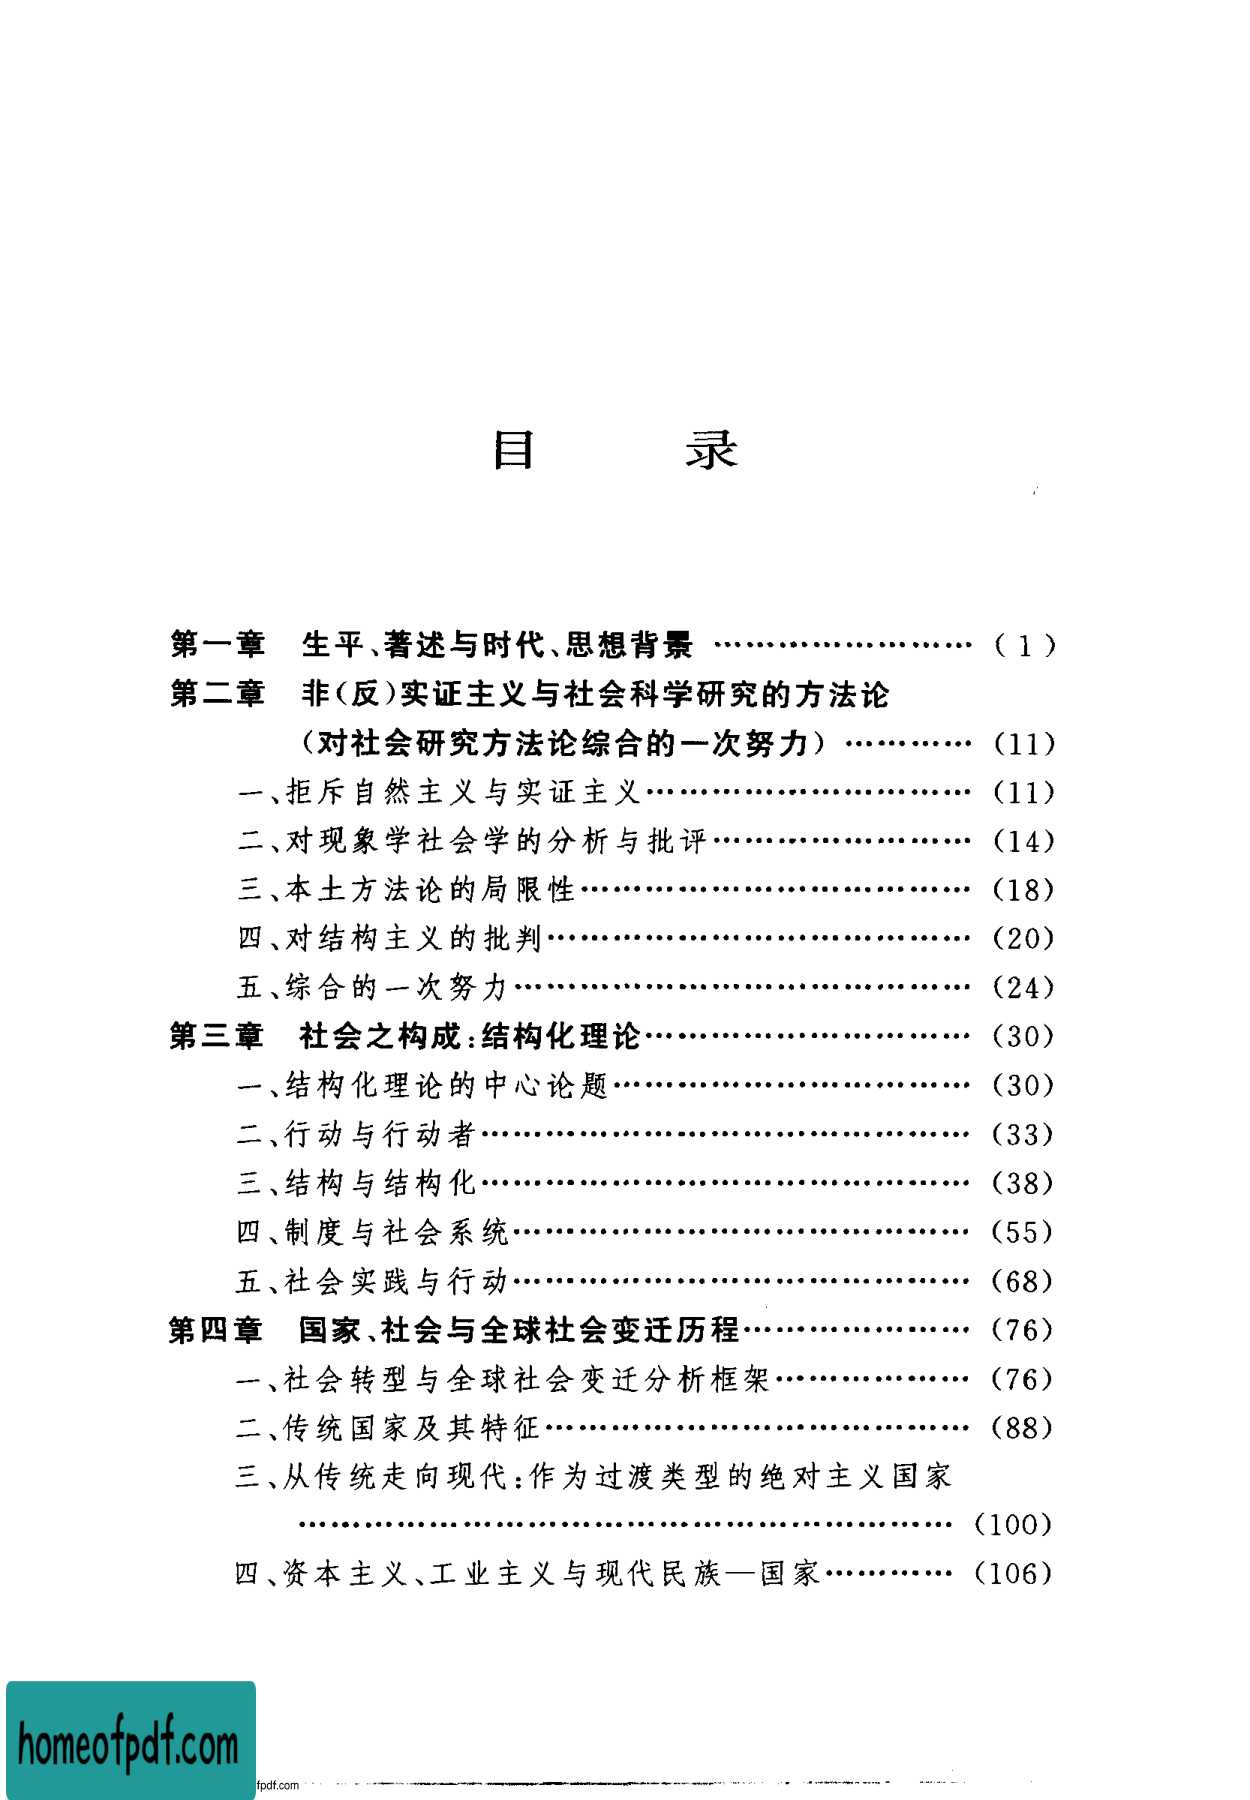 目 录
第一章 生平、著述与时代、思想背景 …………………… ( 1 )
第二章 非(反)实证主义与社会科学研究的方法论
(对社会研究方法论综合的一次努力) ………… (11)
一、拒斥自然主义与实证主义………………………… (11)
二、对现象学社会学的分析与批评…………………… (14)
三、本土方法论的局限性……………………………… (18)
四、对结构主义的批判………………………………… (20)
五、综合的一次努力…………………………………… (24)
第三章 社会之构成:结构化理论………………………… (30)
一、结构化理论的中心论题…………………………… (30)
二、行动与行动者……………………………………… (33)
三、结构与结构化……………………………………… (38)
四、制度与社会系统…………………………………… (55)
五、社会实践与行动…………………………………… (68)
第四章 国家、社会与全球社会变迁历程………………… (76)
一、社会转型与全球社会变迁分析框架……………… (76)
二、传统国家及其特征………………………………… (88)
三、从传统走向现代:作为过渡类型的绝对主义国家
…………………………………………………… (100)
四、资本主义、工业主义与现代民族—国家………… (106)
homeofpdf.com
fpdf.com